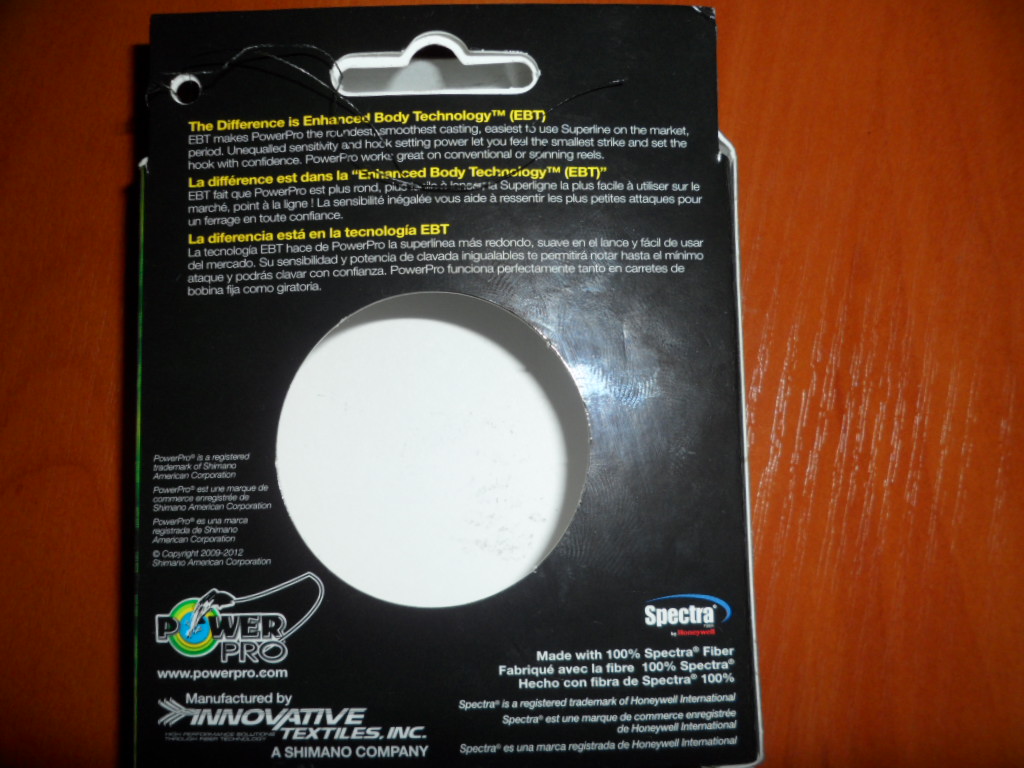 The Difference is Enhanced Body Technology™ (EBT)
EBT makes PowerPro the roundest, smoothest casting, easiest to use Superline on the market,
period. Unequalled sensitivity and hook setting power let you feel the smallest strike and set the
hook with confidence. PowerPro works great on conventional or spinning reels.
La différence est dans la “Enhanced Body Technology™ (EBT)”
EBT fait que PowerPro est plus rond, plus facile à lancer, la Superligne la plus facile à utiliser sur le
marché, point à la ligne ! La sensibilité inégalée vous aide à ressentir les plus petites attaques pour
un ferrage en toute confiance.
La diferencia está en la tecnología EBT
La tecnología EBT hace de PowerPro la superlínea más redondo, suave en el lance y fácil de usar
del mercado. Su sensibilidad y potencia de clavada inigualables te permitirá notar hasta el mínimo
ataque y podrás clavar con confianza. PowerPro funciona perfectamente tanto en carretes de
bobina fija como giratoria.
PowerPro® is a registered
trademark of Shimano
American Corporation
PowerPro® est une marque de
commerce enregistrée de
Shimano American Corporation
PowerPro® es una marca
registrada de Shimano
American Corporation
© Copyright 2009-2012
Shimano American Corporation
POWER
PRO
www.powerpro.com
Manufactured by
INNOVATIVE
TEXTILES, INC.
HIGH PERFORMANCE SOLUTIONS
THROUGH FIBER TECHNOLOGY
A SHIMANO COMPANY
Spectra®
by Honeywell
Made with 100% Spectra® Fiber
Fabriqué avec la fibre 100% Spectra®
Hecho con fibra de Spectra® 100%
Spectra® is a registered trademark of Honeywell International
Spectra® est une marque de commerce enregistrée
de Honeywell International
Spectra® es una marca registrada de Honeywell International